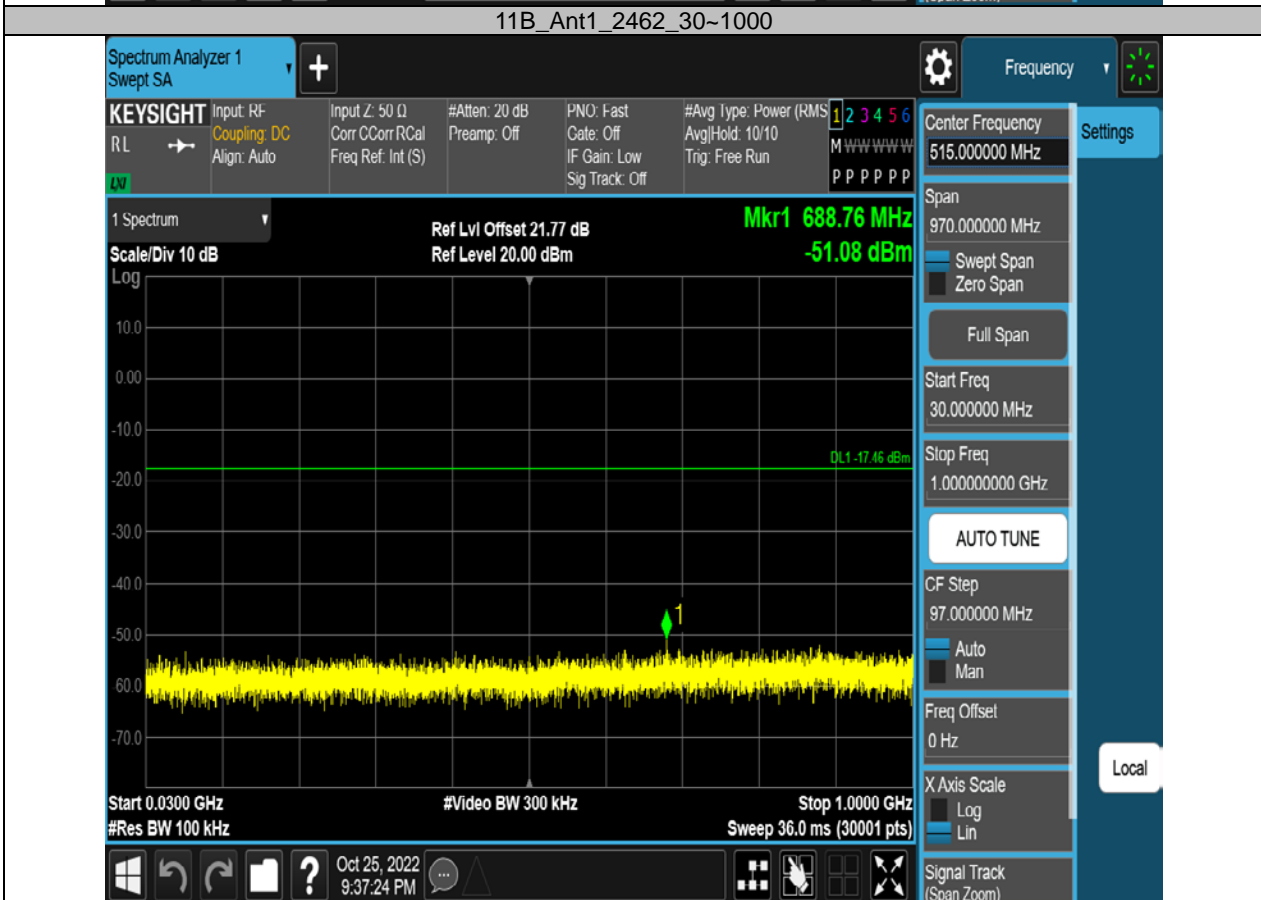 (Span Zoom)
11B_Ant1_2462_30~1000
Spectrum Analyzer 1
Swept SA
Frequency
KEYSIGHT
RL
LXI
Input: RF
Coupling: DC
Align: Auto
Input Z: 50 Ω
Corr CCorr RCal
Freq Ref: Int (S)
#Atten: 20 dB
Preamp: Off
PNO: Fast
Gate: Off
IF Gain: Low
Sig Track: Off
#Avg Type: Power (RMS
Avg|Hold: 10/10
Trig: Free Run
1 2 3 4 5 6
M W W W W W
P P P P P P
1 Spectrum
Scale/Div 10 dB
Ref Lvl Offset 21.77 dB
Ref Level 20.00 dBm
Mkr1 688.76 MHz
-51.08 dBm
Log
10.0
0.00
-10.0
DL1 -17.46 dBm
-20.0
-30.0
-40.0
1
-50.0
-60.0
-70.0
Start 0.0300 GHz
#Video BW 300 kHz
Stop 1.0000 GHz
#Res BW 100 kHz
Sweep 36.0 ms (30001 pts)
Center Frequency
515.000000 MHz
Settings
Span
970.000000 MHz
Swept Span
Zero Span
Full Span
Start Freq
30.000000 MHz
Stop Freq
1.000000000 GHz
AUTO TUNE
CF Step
97.000000 MHz
Auto
Man
Freq Offset
0 Hz
Local
X Axis Scale
Log
Lin
Signal Track
(Span Zoom)
?
Oct 25, 2022
9:37:24 PM